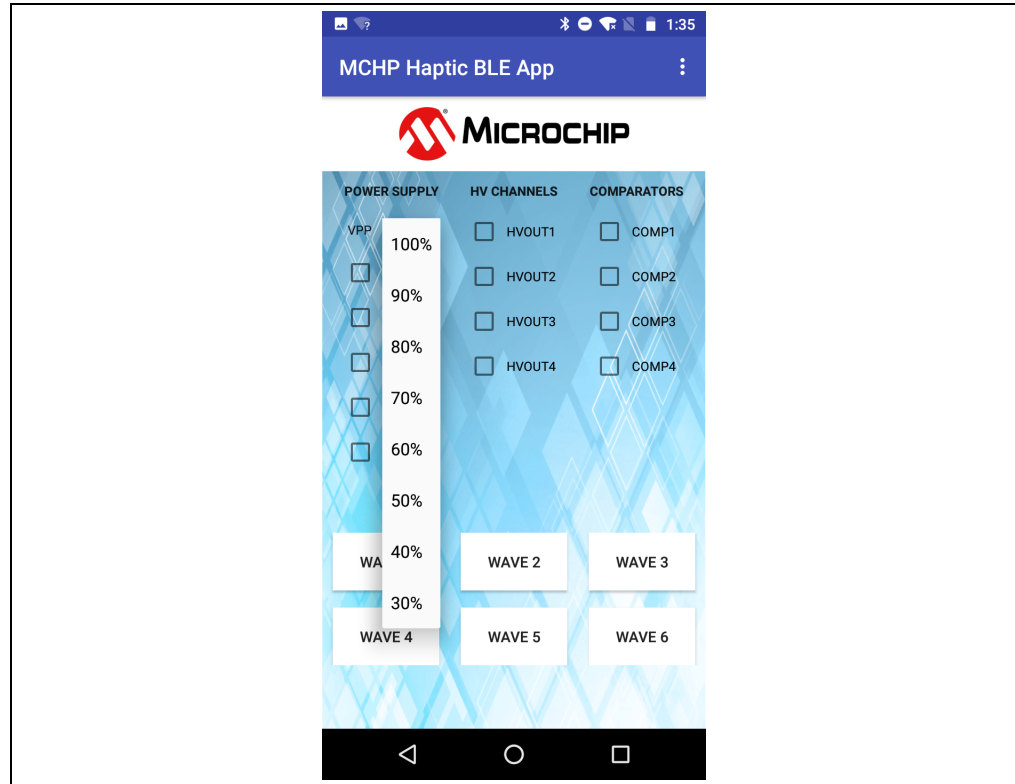 1:35
MCHP Haptic BLE App
MICROCHIP
POWER SUPPLY HV CHANNELS COMPARATORS
VPP HVOUT1 COMP1
100%
HVOUT2 COMP2
90%
HVOUT3 COMP3
80%
HVOUT4 COMP4
70%
60%
50%
40%
WA WAVE 2 WAVE 3
30%
WAVE 4 WAVE 5 WAVE 6